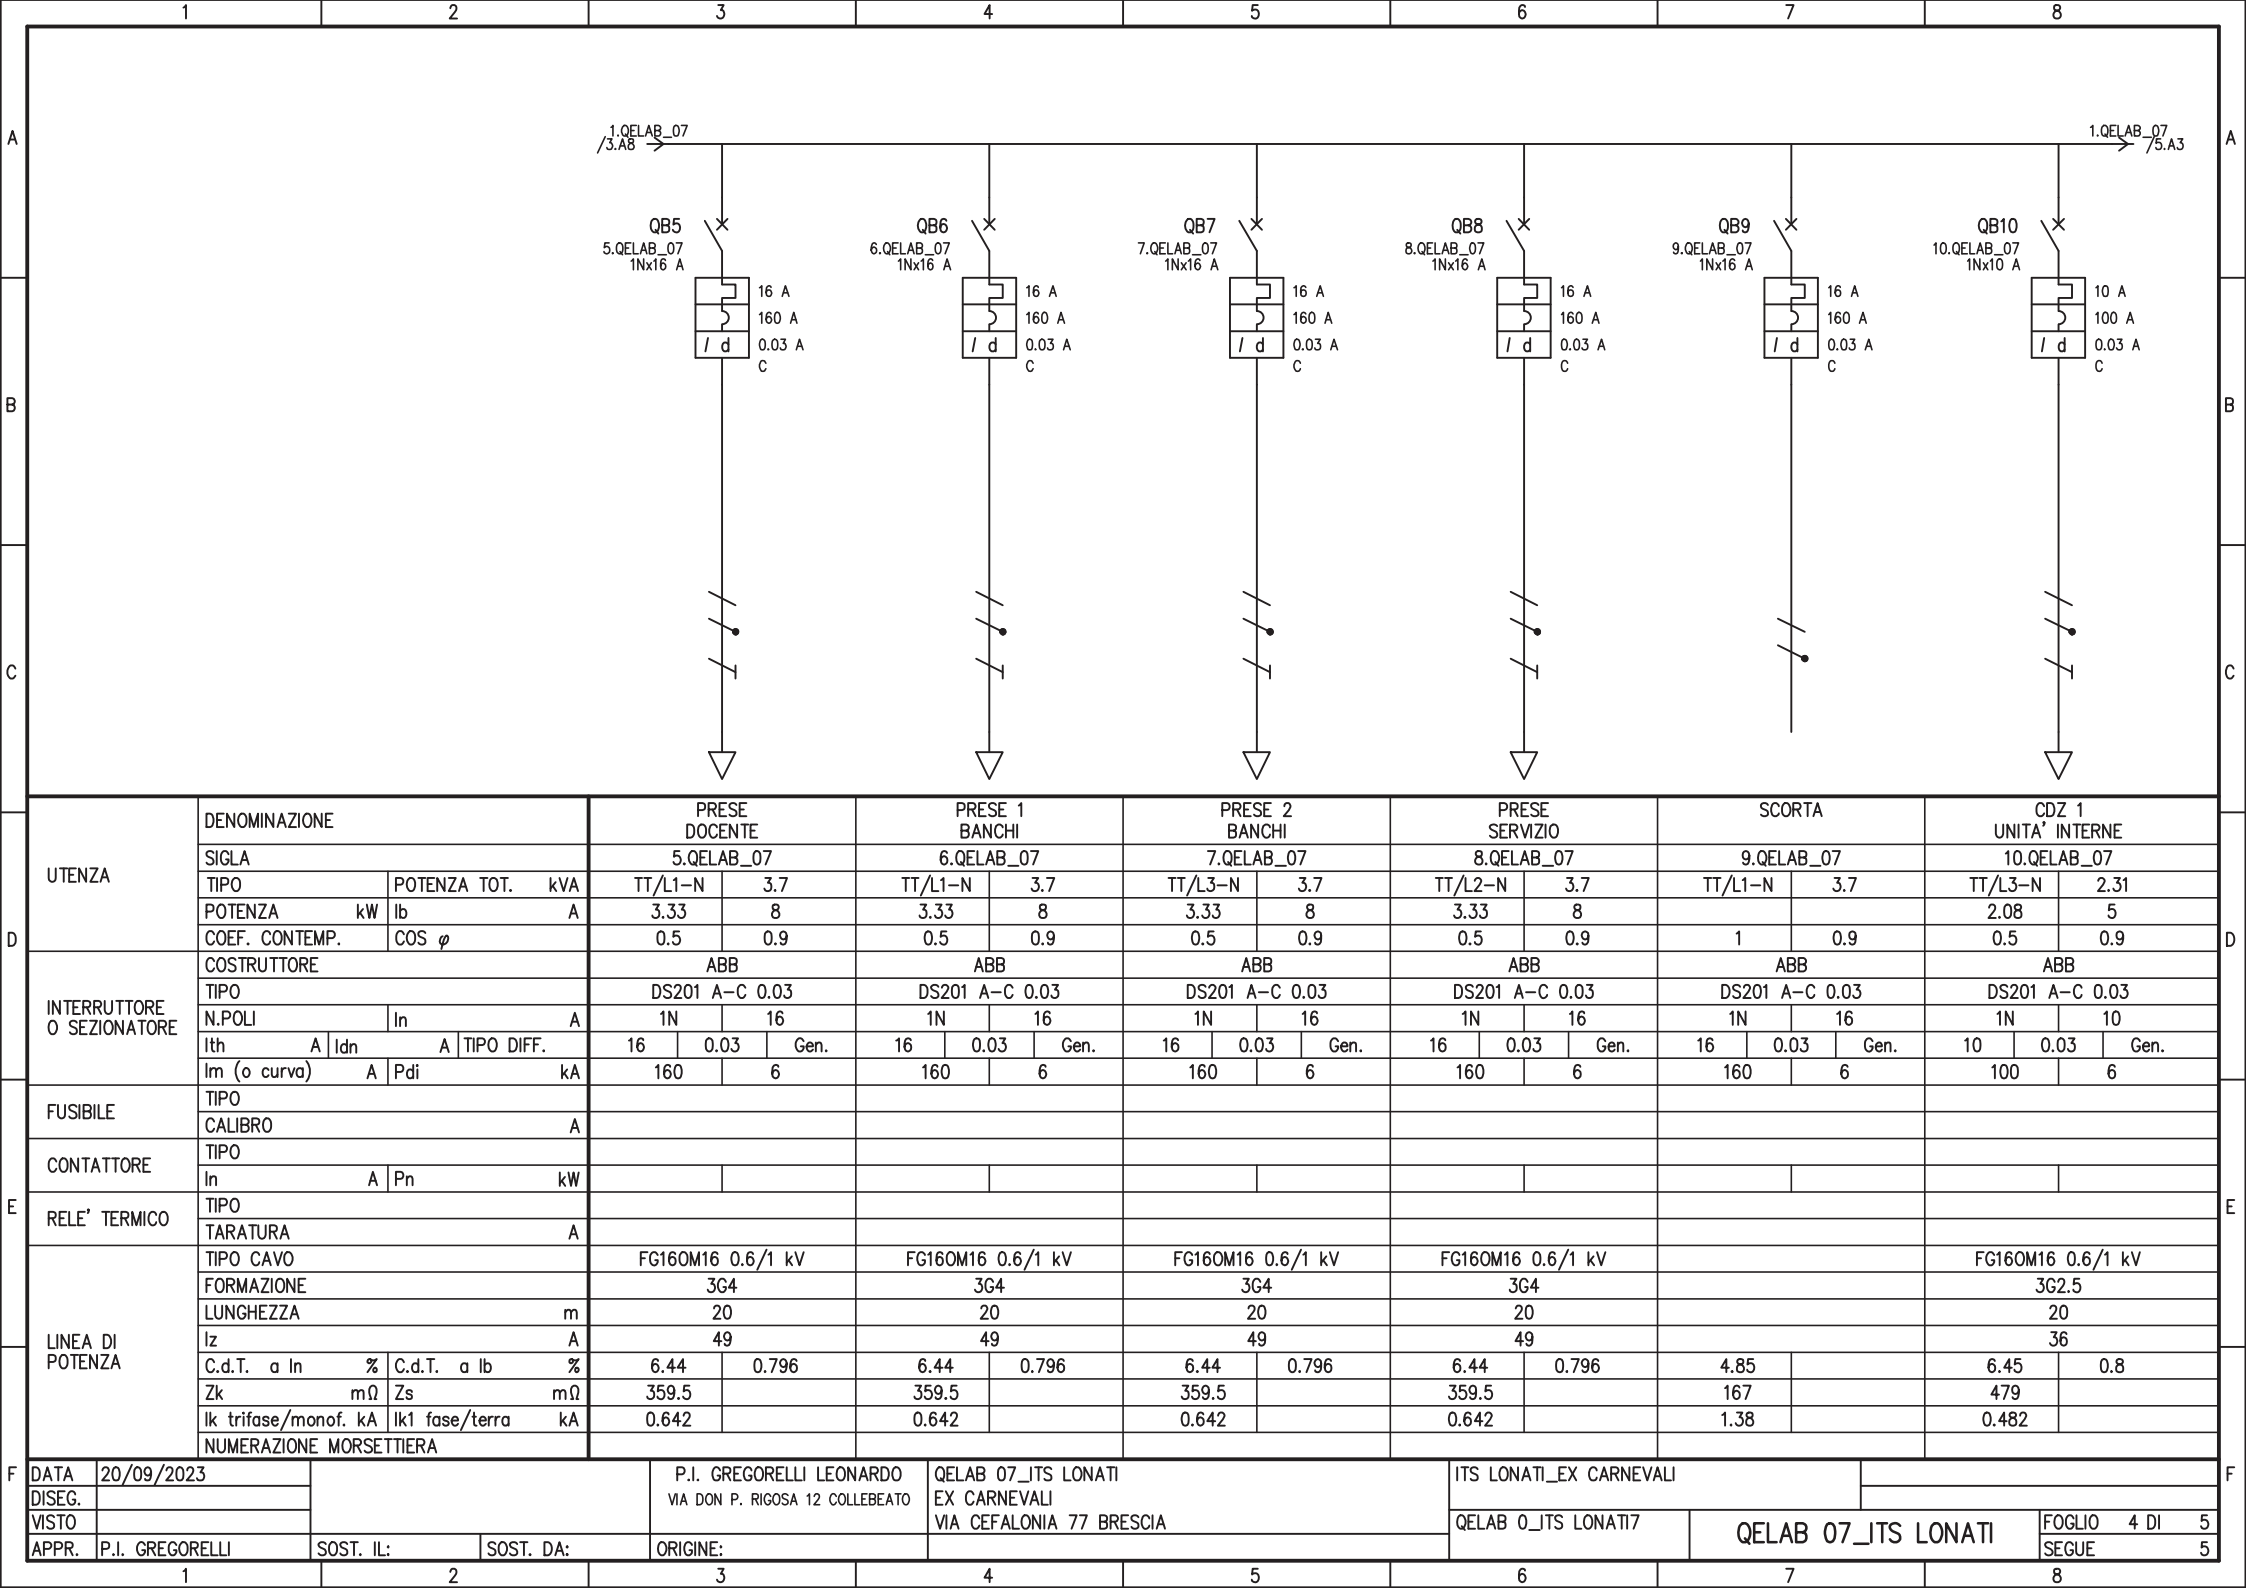 1 2 3 4 5 6 7 8
A A
1.QELAB_07 1.QELAB_07
/3.A8 /5.A3
QB5 QB6 QB7 QB8 QB9 QB10
5.QELAB_07 6.QELAB_07 7.QELAB_07 8.QELAB_07 9.QELAB_07 10.QELAB_07
1Nx16 A 1Nx16 A 1Nx16 A 1Nx16 A 1Nx16 A 1Nx10 A
16 A 16 A 16 A 16 A 16 A 10 A
160 A 160 A 160 A 160 A 160 A 100 A
I d 0.03 A I d 0.03 A I d 0.03 A I d 0.03 A I d 0.03 A I d 0.03 A
C C C C C C
B B
C C
UTENZA
DENOMINAZIONE PRESE DOCENTE PRESE 1 BANCHI PRESE 2 BANCHI PRESE SERVIZIO SCORTA CDZ 1 UNITA' INTERNE
SIGLA 5.QELAB_07 6.QELAB_07 7.QELAB_07 8.QELAB_07 9.QELAB_07 10.QELAB_07
TIPO POTENZA TOT. kVA TT/L1-N 3.7 TT/L1-N 3.7 TT/L3-N 3.7 TT/L2-N 3.7 TT/L1-N 3.7 TT/L3-N 2.31
POTENZA kW Ib A 3.33 8 3.33 8 3.33 8 3.33 8 2.08 5
D COEF. CONTEMP. COS φ 0.5 0.9 0.5 0.9 0.5 0.9 0.5 0.9 1 0.9 0.5 0.9 D
INTERRUTTORE
O SEZIONATORE
COSTRUTTORE ABB ABB ABB ABB ABB ABB
TIPO DS201 A-C 0.03 DS201 A-C 0.03 DS201 A-C 0.03 DS201 A-C 0.03 DS201 A-C 0.03 DS201 A-C 0.03
N.POLI In A 1N 16 1N 16 1N 16 1N 16 1N 16 1N 10
Ith A Idn A TIPO DIFF. 16 0.03 Gen. 16 0.03 Gen. 16 0.03 Gen. 16 0.03 Gen. 16 0.03 Gen. 10 0.03 Gen.
Im (o curva) A Pdi kA 160 6 160 6 160 6 160 6 160 6 100 6
FUSIBILE
TIPO
CALIBRO A
CONTATTORE
TIPO
In A Pn kW
E RELE' TERMICO E
TIPO
TARATURA A
LINEA DI
POTENZA
TIPO CAVO FG16OM16 0.6/1 kV FG16OM16 0.6/1 kV FG16OM16 0.6/1 kV FG16OM16 0.6/1 kV FG16OM16 0.6/1 kV
FORMAZIONE 3G4 3G4 3G4 3G4 3G2.5
LUNGHEZZA m 20 20 20 20 20
Iz A 49 49 49 49 36
C.d.T. a In % C.d.T. a Ib % 6.44 0.796 6.44 0.796 6.44 0.796 6.44 0.796 4.85 6.45 0.8
Zk mΩ Zs mΩ 359.5 359.5 359.5 359.5 167 479
Ik trifase/monof. kA Ik1 fase/terra kA 0.642 0.642 0.642 0.642 1.38 0.482
NUMERAZIONE MORSETTIERA
F DATA 20/09/2023 P.I. GREGORELLI LEONARDO QELAB 07_ITS LONATI ITS LONATI_EX CARNEVALI F
DISEG. VIA DON P. RIGOSA 12 COLLEBEATO EX CARNEVALI
VISTO VIA CEFALONIA 77 BRESCIA QELAB 0_ITS LONATI7 QELAB 07_ITS LONATI FOGLIO 4 DI 5
APPR. P.I. GREGORELLI SOST. IL: SOST. DA: ORIGINE: SEGUE 5
1 2 3 4 5 6 7 8